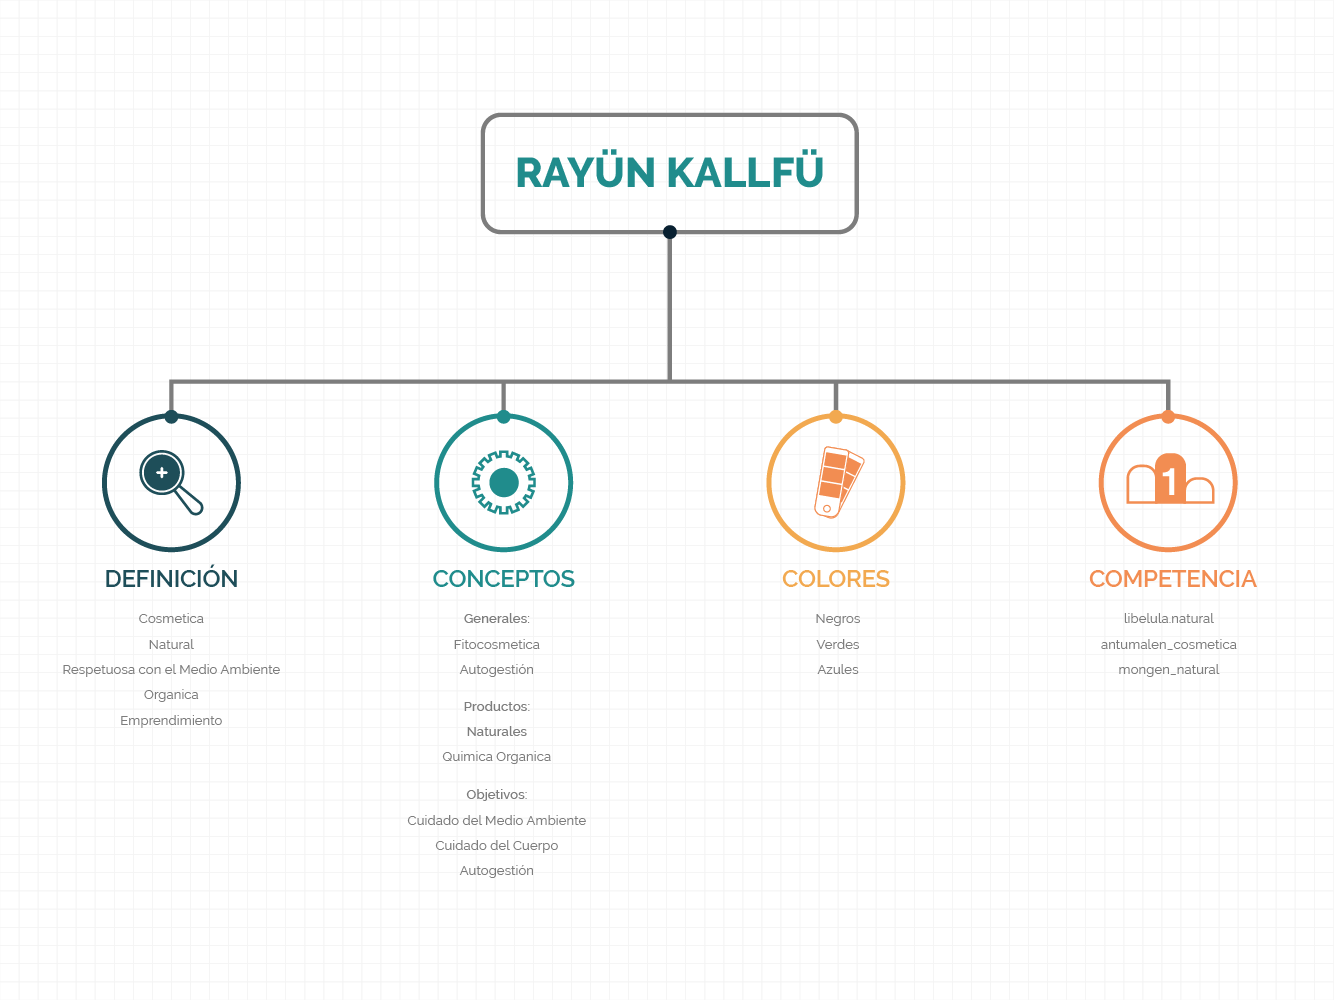 RAYÜN KALLFÜ
1
DEFINICIÓN
Cosmetica
Natural
Respetuosa con el Medio Ambiente
Organica
Emprendimiento
CONCEPTOS
Generales:
Fitocosmetica
Autogestión
Productos:
Naturales
Quimica Organica
Objetivos:
Cuidado del Medio Ambiente
Cuidado del Cuerpo
Autogestión
COLORES
Negros
Verdes
Azules
COMPETENCIA
libelula.natural
antumalen_cosmetica
mongen_natural